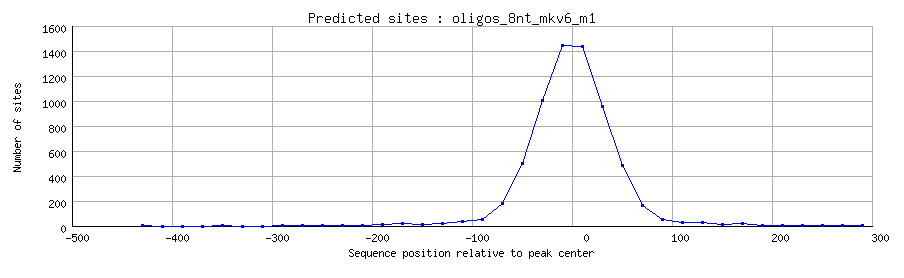 Predicted sites : oligos_8nt_mkv6_m1
1600
1400
1200
1000
800
600
400
200
0
Number of sites
-500 -400 -300 -200 -100 0 100 200 300
Sequence position relative to peak center